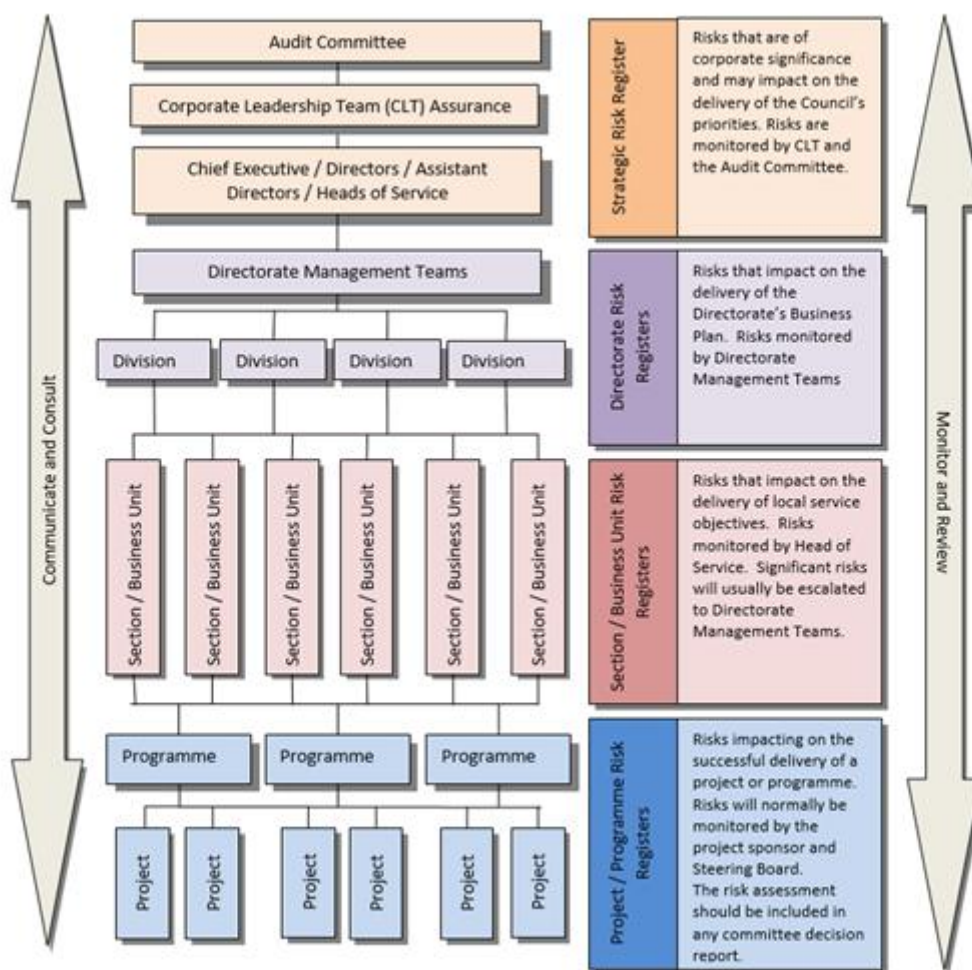 Audit Committee
Corporate Leadership Team (CLT) Assurance
Chief Executive / Directors / Assistant
Directors / Heads of Service
Strategic Risk Register
Risks that are of
corporate significance
and may impact on the
delivery of the Council's
priorities. Risks are
monitored by CLT and
the Audit Committee.
Directorate Management Teams
Division
Division
Division
Division
Directorate Risk
Registers
Risks that impact on the
delivery of the
Directorate's Business
Plan. Risks monitored
by Directorate
Management Teams
Communicate and Consult
Monitor and Review
Section / Business Unit
Section / Business Unit
Section / Business Unit
Section / Business Unit
Section / Business Unit
Section / Business Unit
Section / Business Unit Risk
Registers
Risks that impact on the
delivery of local service
objectives. Risks
monitored by Head of
Service. Significant risks
will usually be escalated
to Directorate
Management Teams.
Programme
Programme
Programme
Project
Project
Project
Project
Project
Project
Project / Programme Risk
Registers
Risks impacting on the
successful delivery of a
project or programme.
Risks will normally be
monitored by the
project sponsor and
Steering Board.
The risk assessment
should be included in
any committee decision
report.